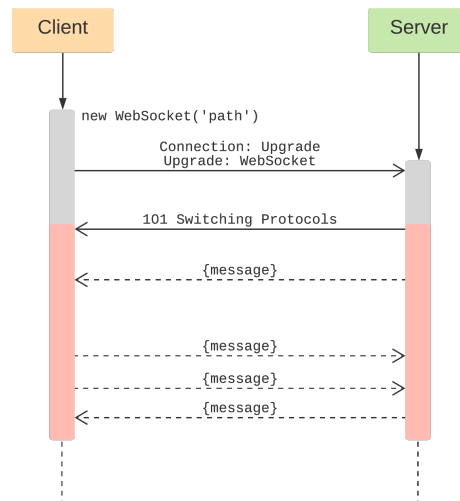 Client
Server
new WebSocket('path')
Connection: Upgrade
Upgrade: WebSocket
101 Switching Protocols
{message}
{message}
{message}
{message}